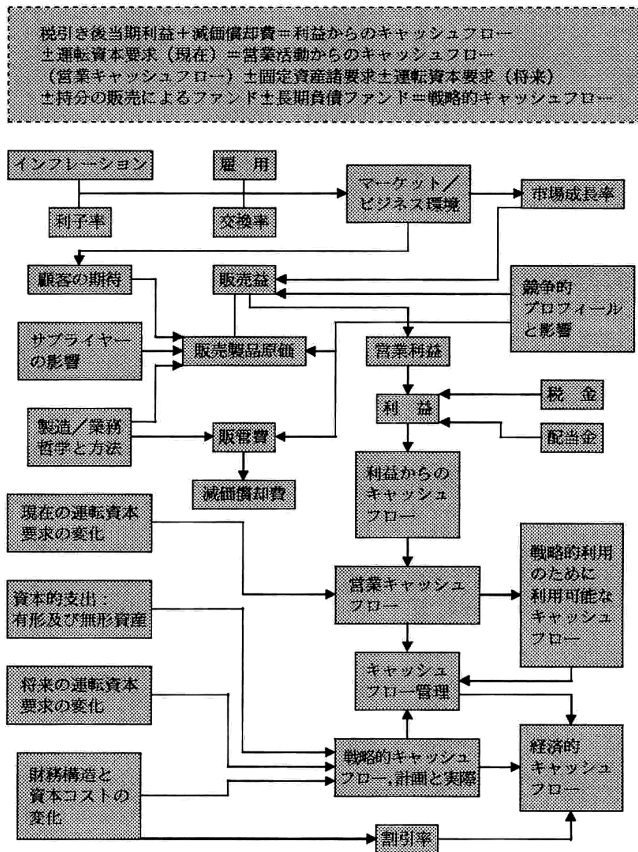 税引き後当期利益＋減価償却費＝利益からのキャッシュフロー
±運転資本要求（現在）＝営業活動からのキャッシュフロー
（営業キャッシュフロー）±固定資産請要求±運転資本要求（将来）
±持分の販売によるファンド±長期負債ファンド＝戦略的キャッシュフロー
インフレーション
雇　用
マーケット／
ビジネス環境
市場成長率
利子率
交換率
顧客の期待
販売益
競争的
プロフィール
と影響
サプライヤー
の影響
販売製品原価
営業利益
税　金
利　益
製造／業務
哲学と方法
販管費
配当金
減価償却費
利益からの
キャッシュ
フロー
現在の運転資本
要求の変化
戦略的利用
のために
利用可能な
キャッシュ
フロー
営業キャッシュ
フロー
資本的支出：
有形及び無形資産
キャッシュ
フロー管理
将来の運転資本
要求の変化
戦略的キャッシュ
フロー,計画と実際
経済的
キャッシュ
フロー
財務構造と
資本コストの
変化
割引率